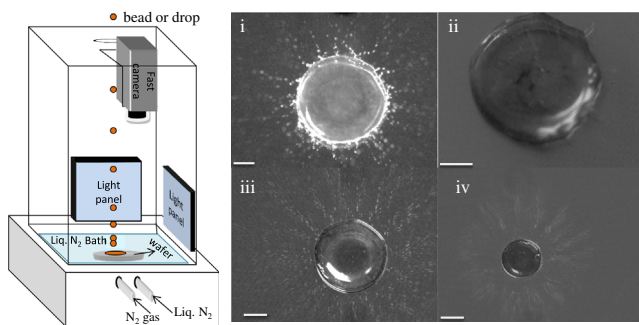 bead or drop
Fast
camera
Light
panel
Light
panel
Liq. N2 Bath
wafer
N2 gas
Liq. N2
i
ii
iii
iv